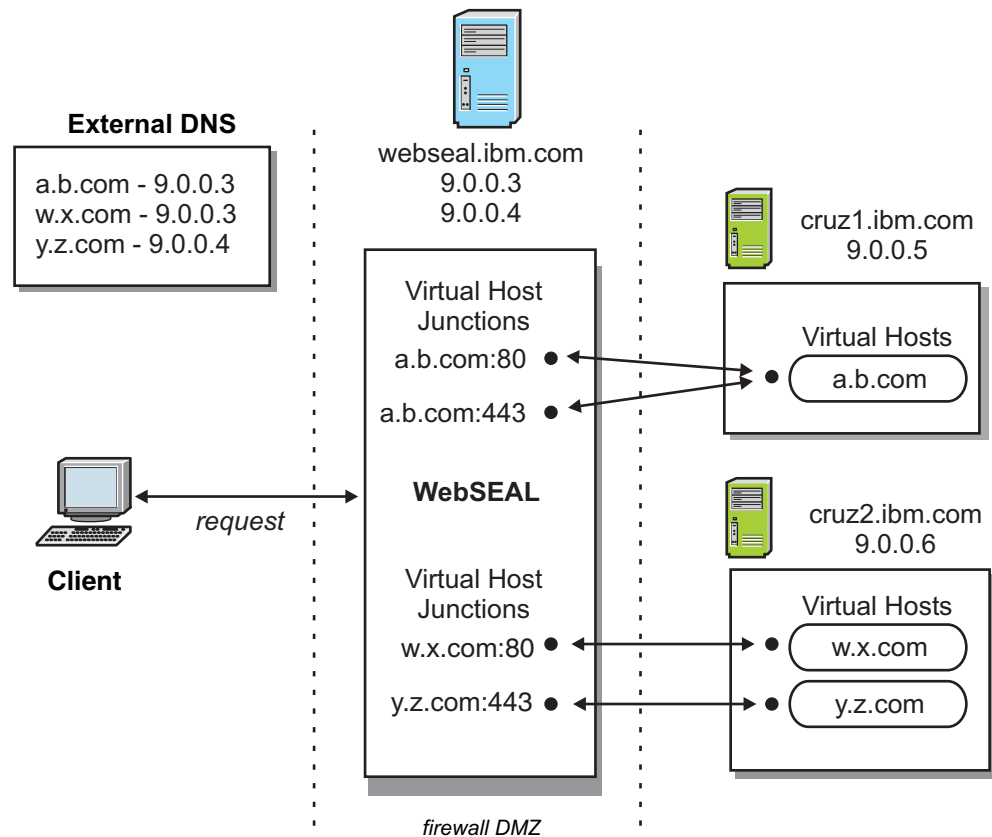 External DNS
a.b.com - 9.0.0.3
w.x.com - 9.0.0.3
y.z.com - 9.0.0.4
webseal.ibm.com
9.0.0.3
9.0.0.4
Virtual Host
Junctions
a.b.com:80
a.b.com:443
WebSEAL
Virtual Host
Junctions
w.x.com:80
y.z.com:443
cruz1.ibm.com
9.0.0.5
Virtual Hosts
a.b.com
cruz2.ibm.com
9.0.0.6
Virtual Hosts
w.x.com
y.z.com
request
Client
firewall DMZ